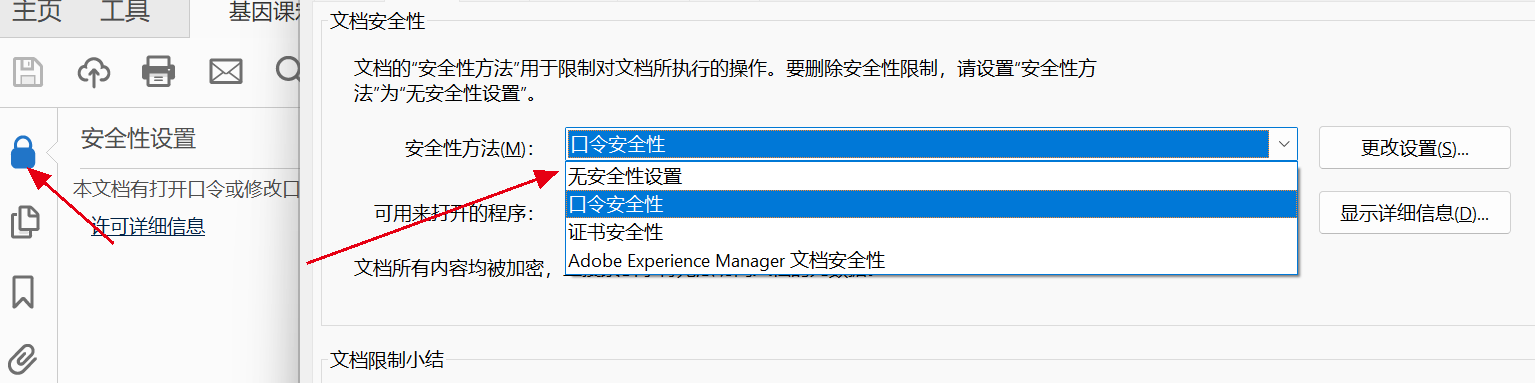 主页
工具
基因课
文档安全性
文档的“安全性方法”用于限制对文档所执行的操作。要删除安全性限制，请设置“安全性方
法”为“无安全性设置”。
安全性设置
安全性方法(M):
口令安全性
更改设置(S)...
本文档有打开口令或修改口
无安全性设置
许可详细信息
可用来打开的程序:
口令安全性
显示详细信息(D)...
证书安全性
文档所有内容均被加密，
Adobe Experience Manager 文档安全性
文档限制小结